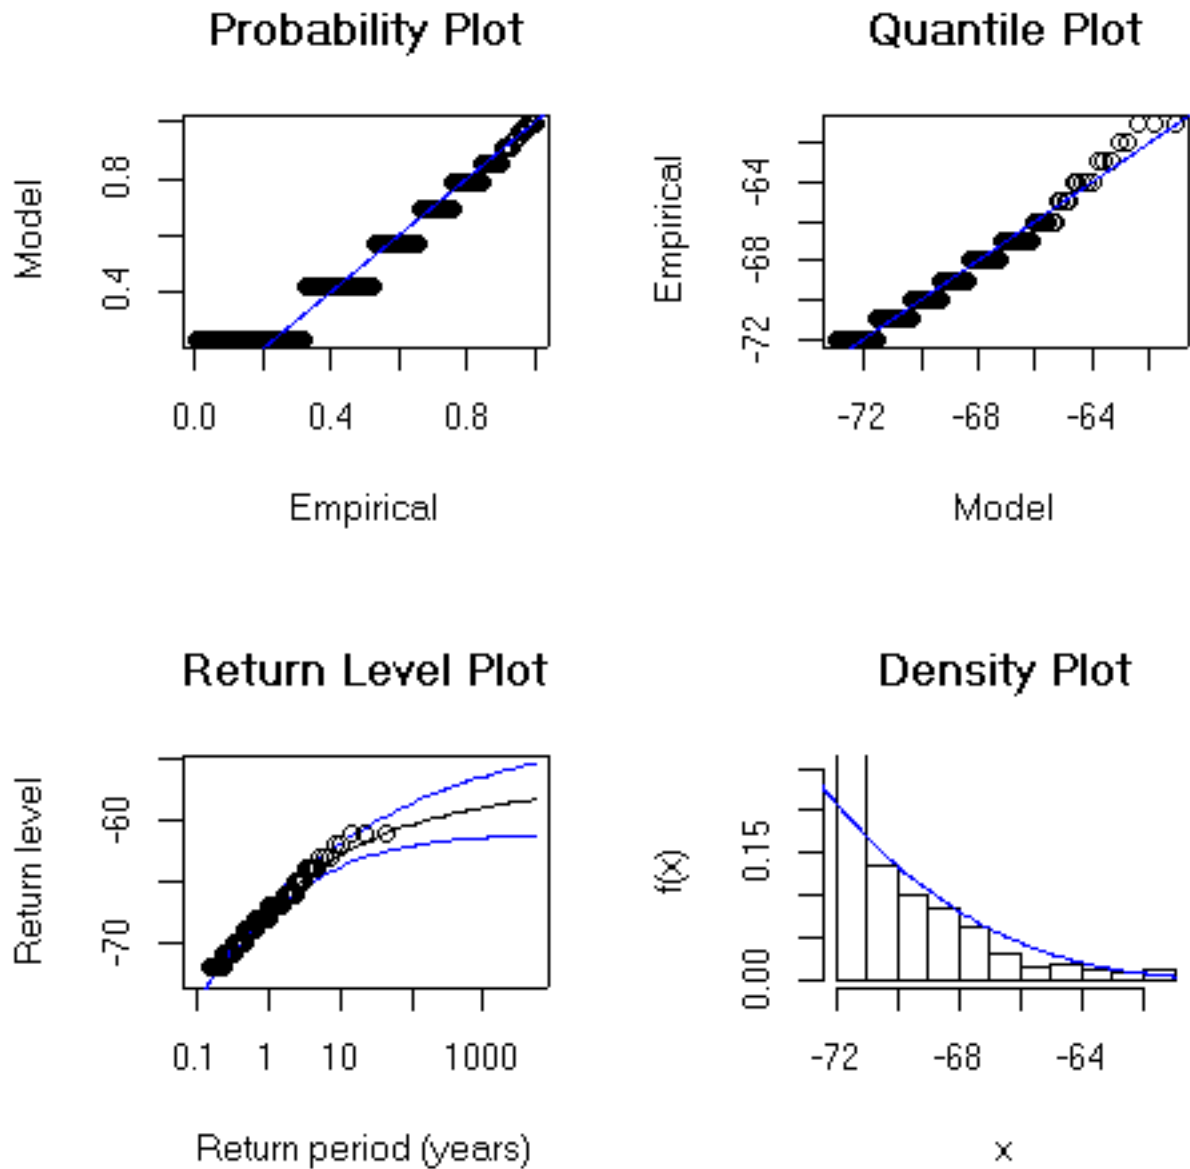 Probability Plot
Model
0.4 0.8
0.0 0.4 0.8
Empirical
Quantile Plot
Empirical
-72 -68 -64
-72 -68 -64
Model
Return Level Plot
Return level
-70 -60
0.1 1 10 1000
Return period (years)
Density Plot
f(x)
0.00 0.15
-72 -68 -64
x